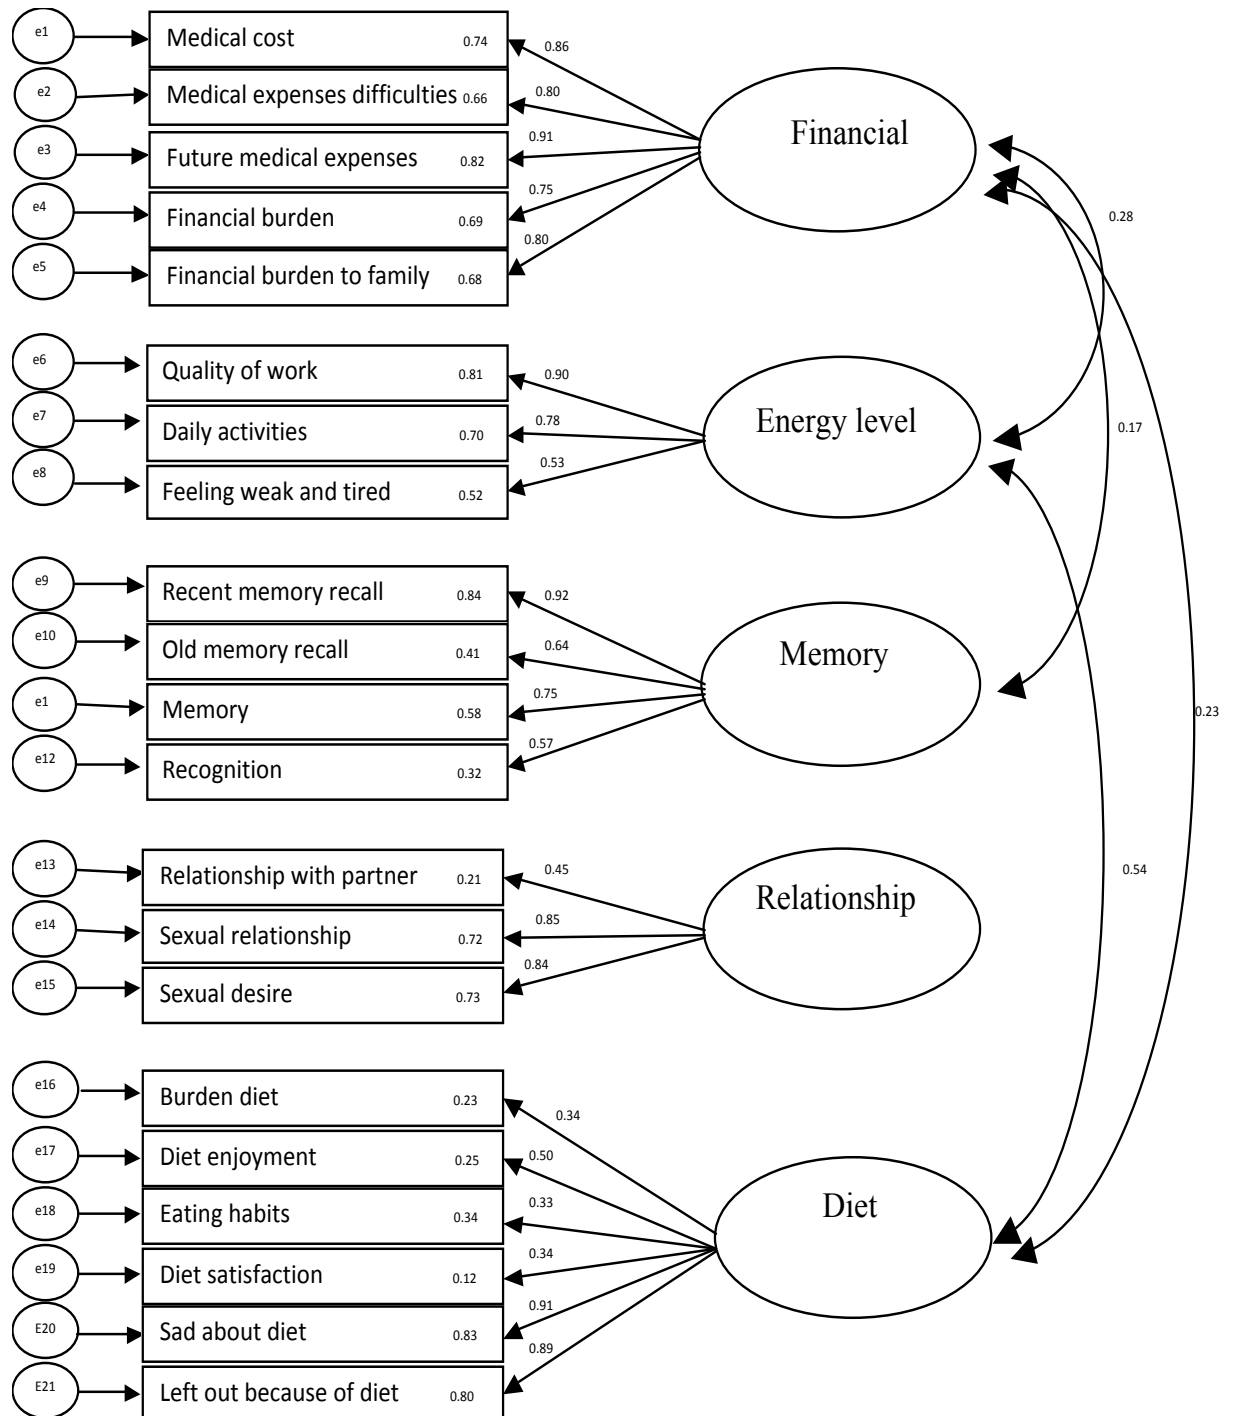 e1
Medical cost 0.74
0.86
e2
Medical expenses difficulties 0.66
0.80
e3
Future medical expenses 0.82
0.91
e4
Financial burden 0.69
0.75
e5
Financial burden to family 0.68
0.80
Financial
0.28
e6
Quality of work 0.81
0.90
e7
Daily activities 0.70
0.78
e8
Feeling weak and tired 0.52
0.53
Energy level
0.17
e9
Recent memory recall 0.84
0.92
e10
Old memory recall 0.41
0.64
e1
Memory 0.58
0.75
e12
Recognition 0.32
0.57
Memory
0.23
e13
Relationship with partner 0.21
0.45
e14
Sexual relationship 0.72
0.85
e15
Sexual desire 0.73
0.84
Relationship
0.54
e16
Burden diet 0.23
0.34
e17
Diet enjoyment 0.25
0.50
e18
Eating habits 0.34
0.33
e19
Diet satisfaction 0.12
0.34
E20
Sad about diet 0.83
0.91
E21
Left out because of diet 0.80
0.89
Diet